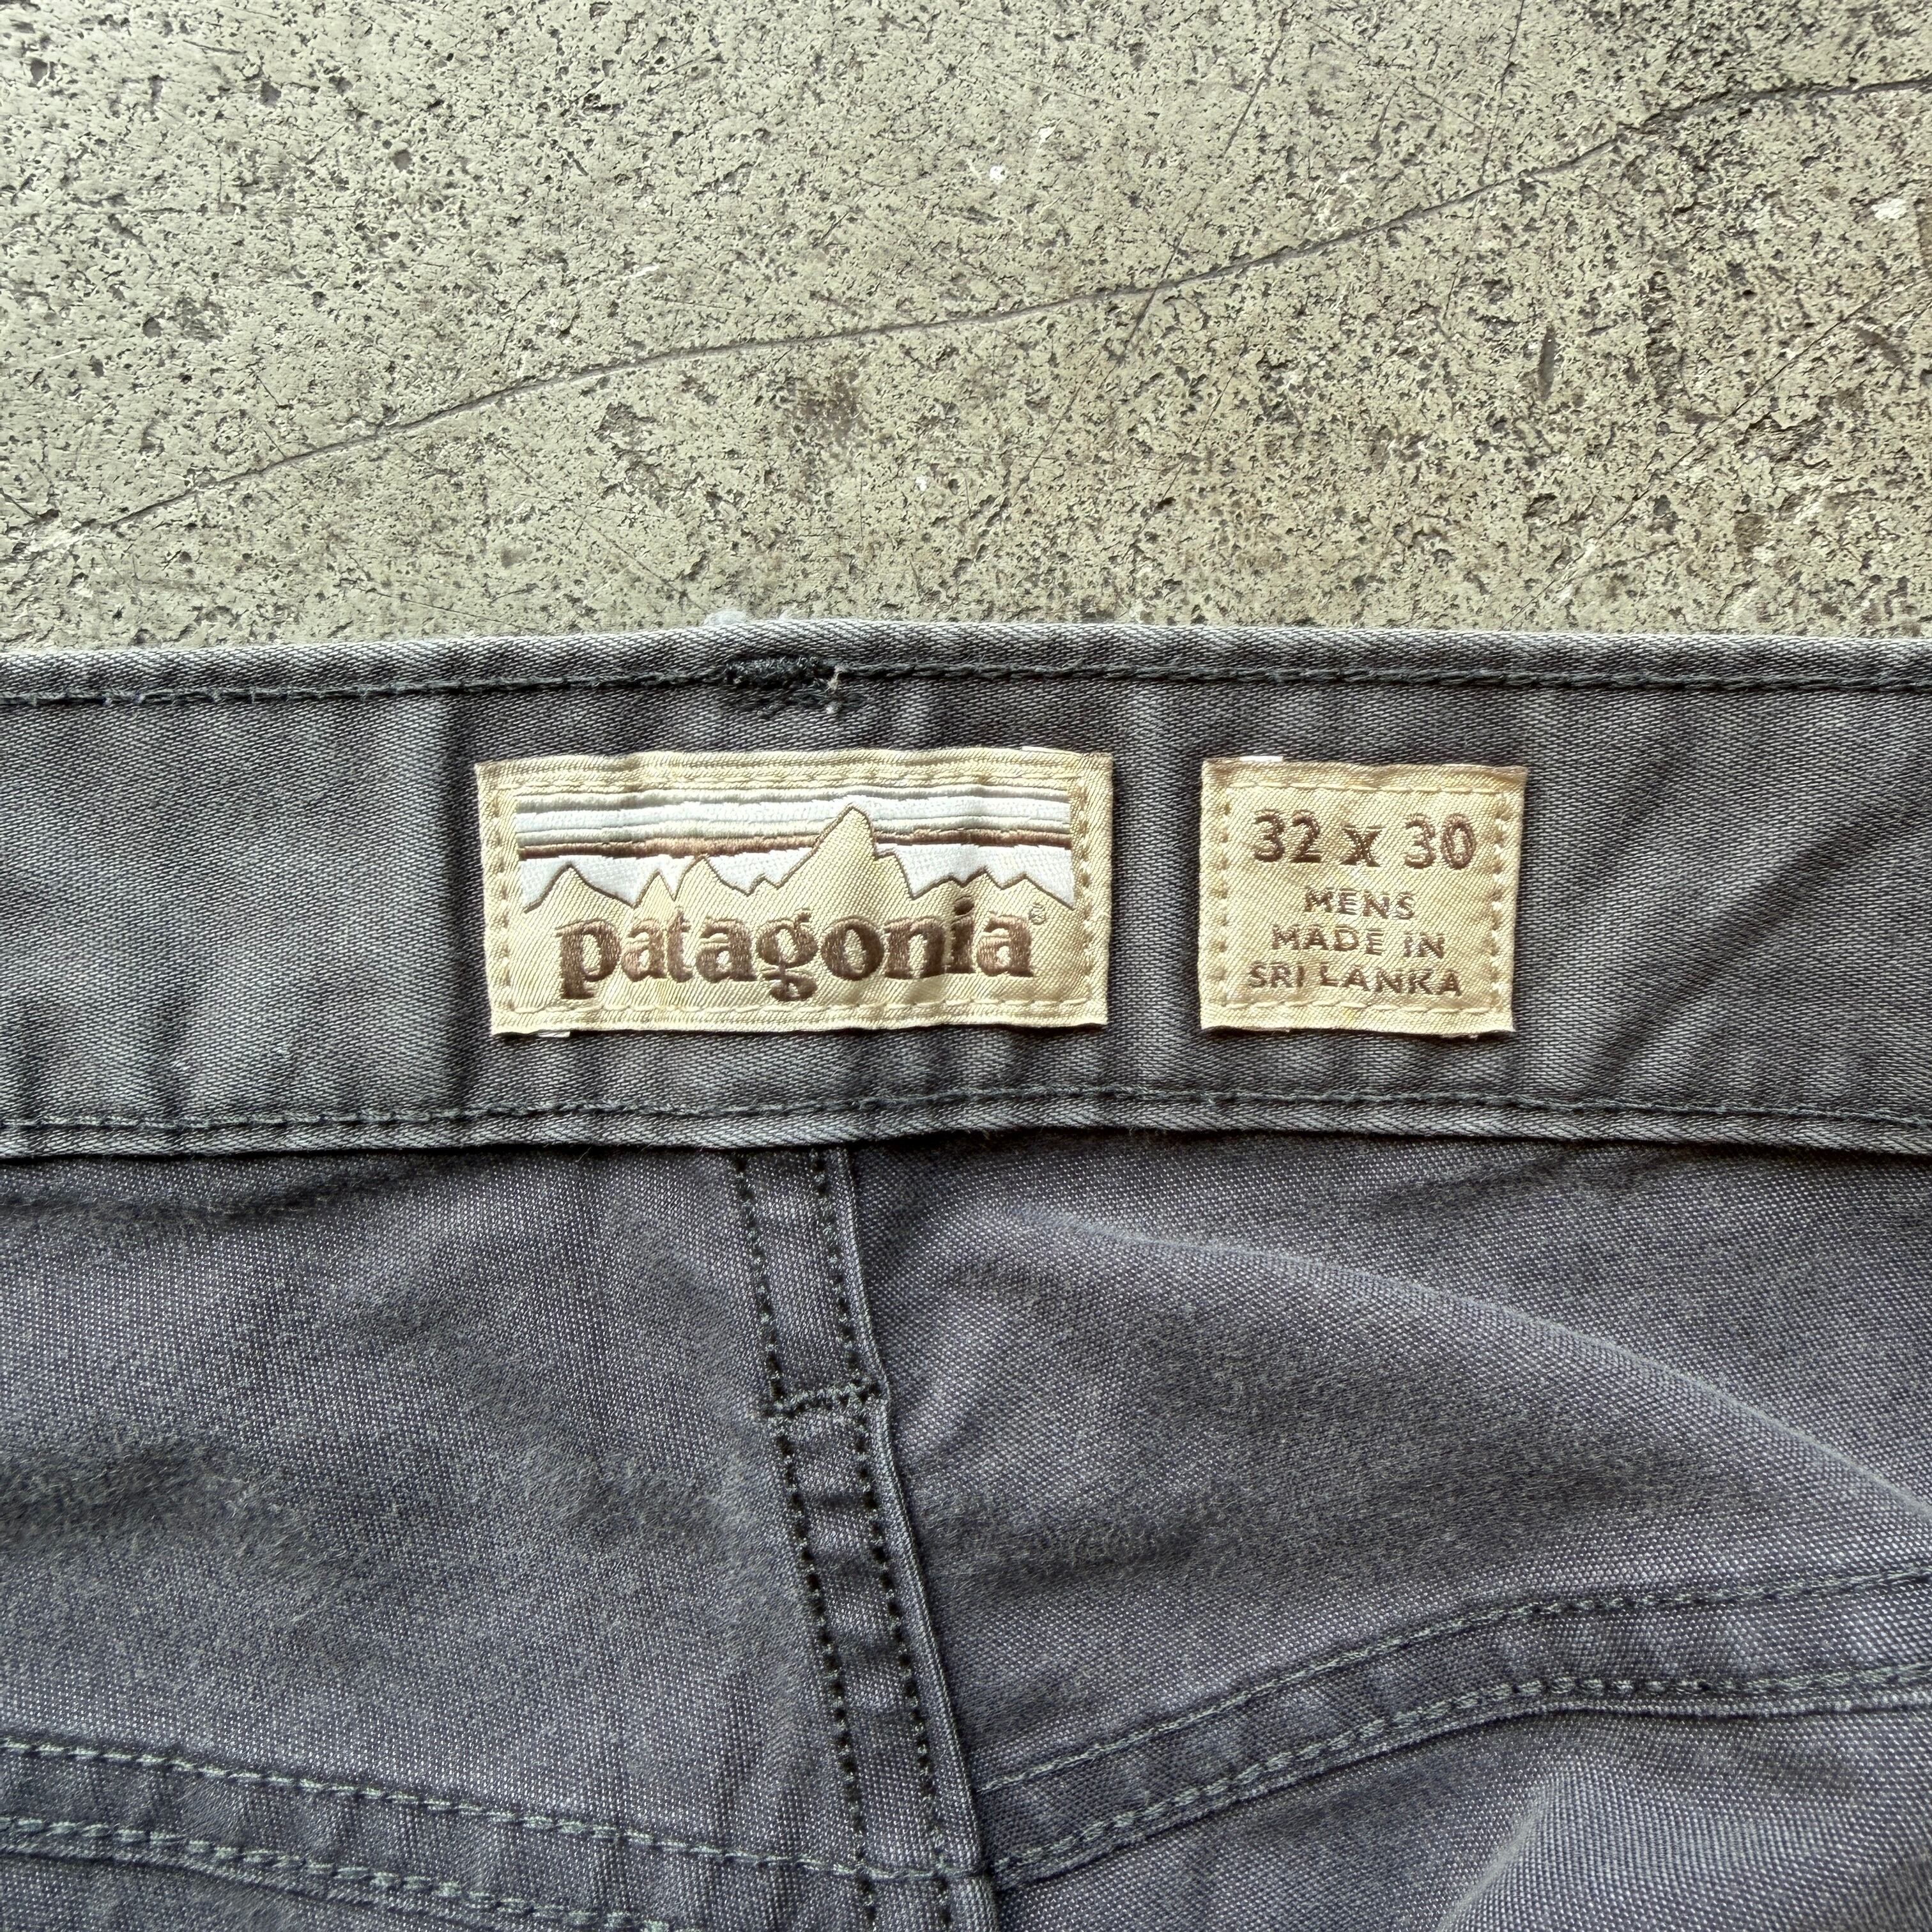 patagonia®
32 x 30
MENS
MADE IN
SRI LANKA